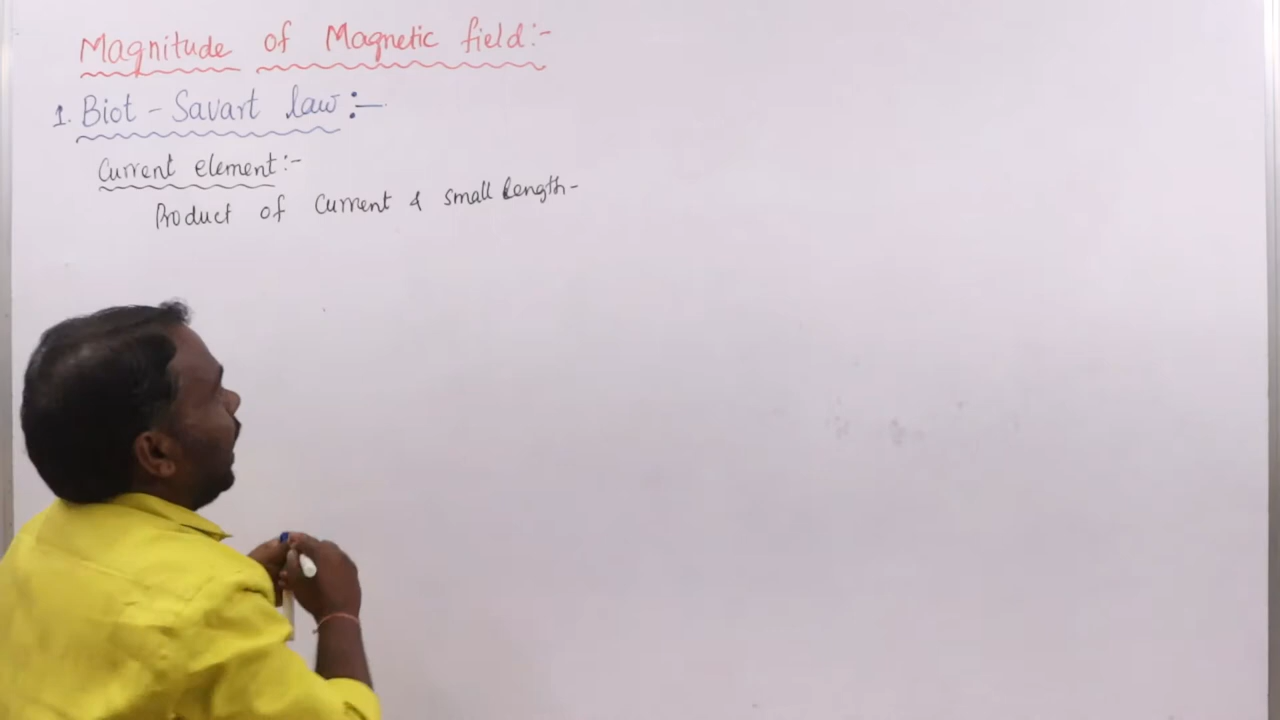 Magnitude of Magnetic field:-
1. Biot - Savart law:-
Current element:-
Product of Current & Small Length-